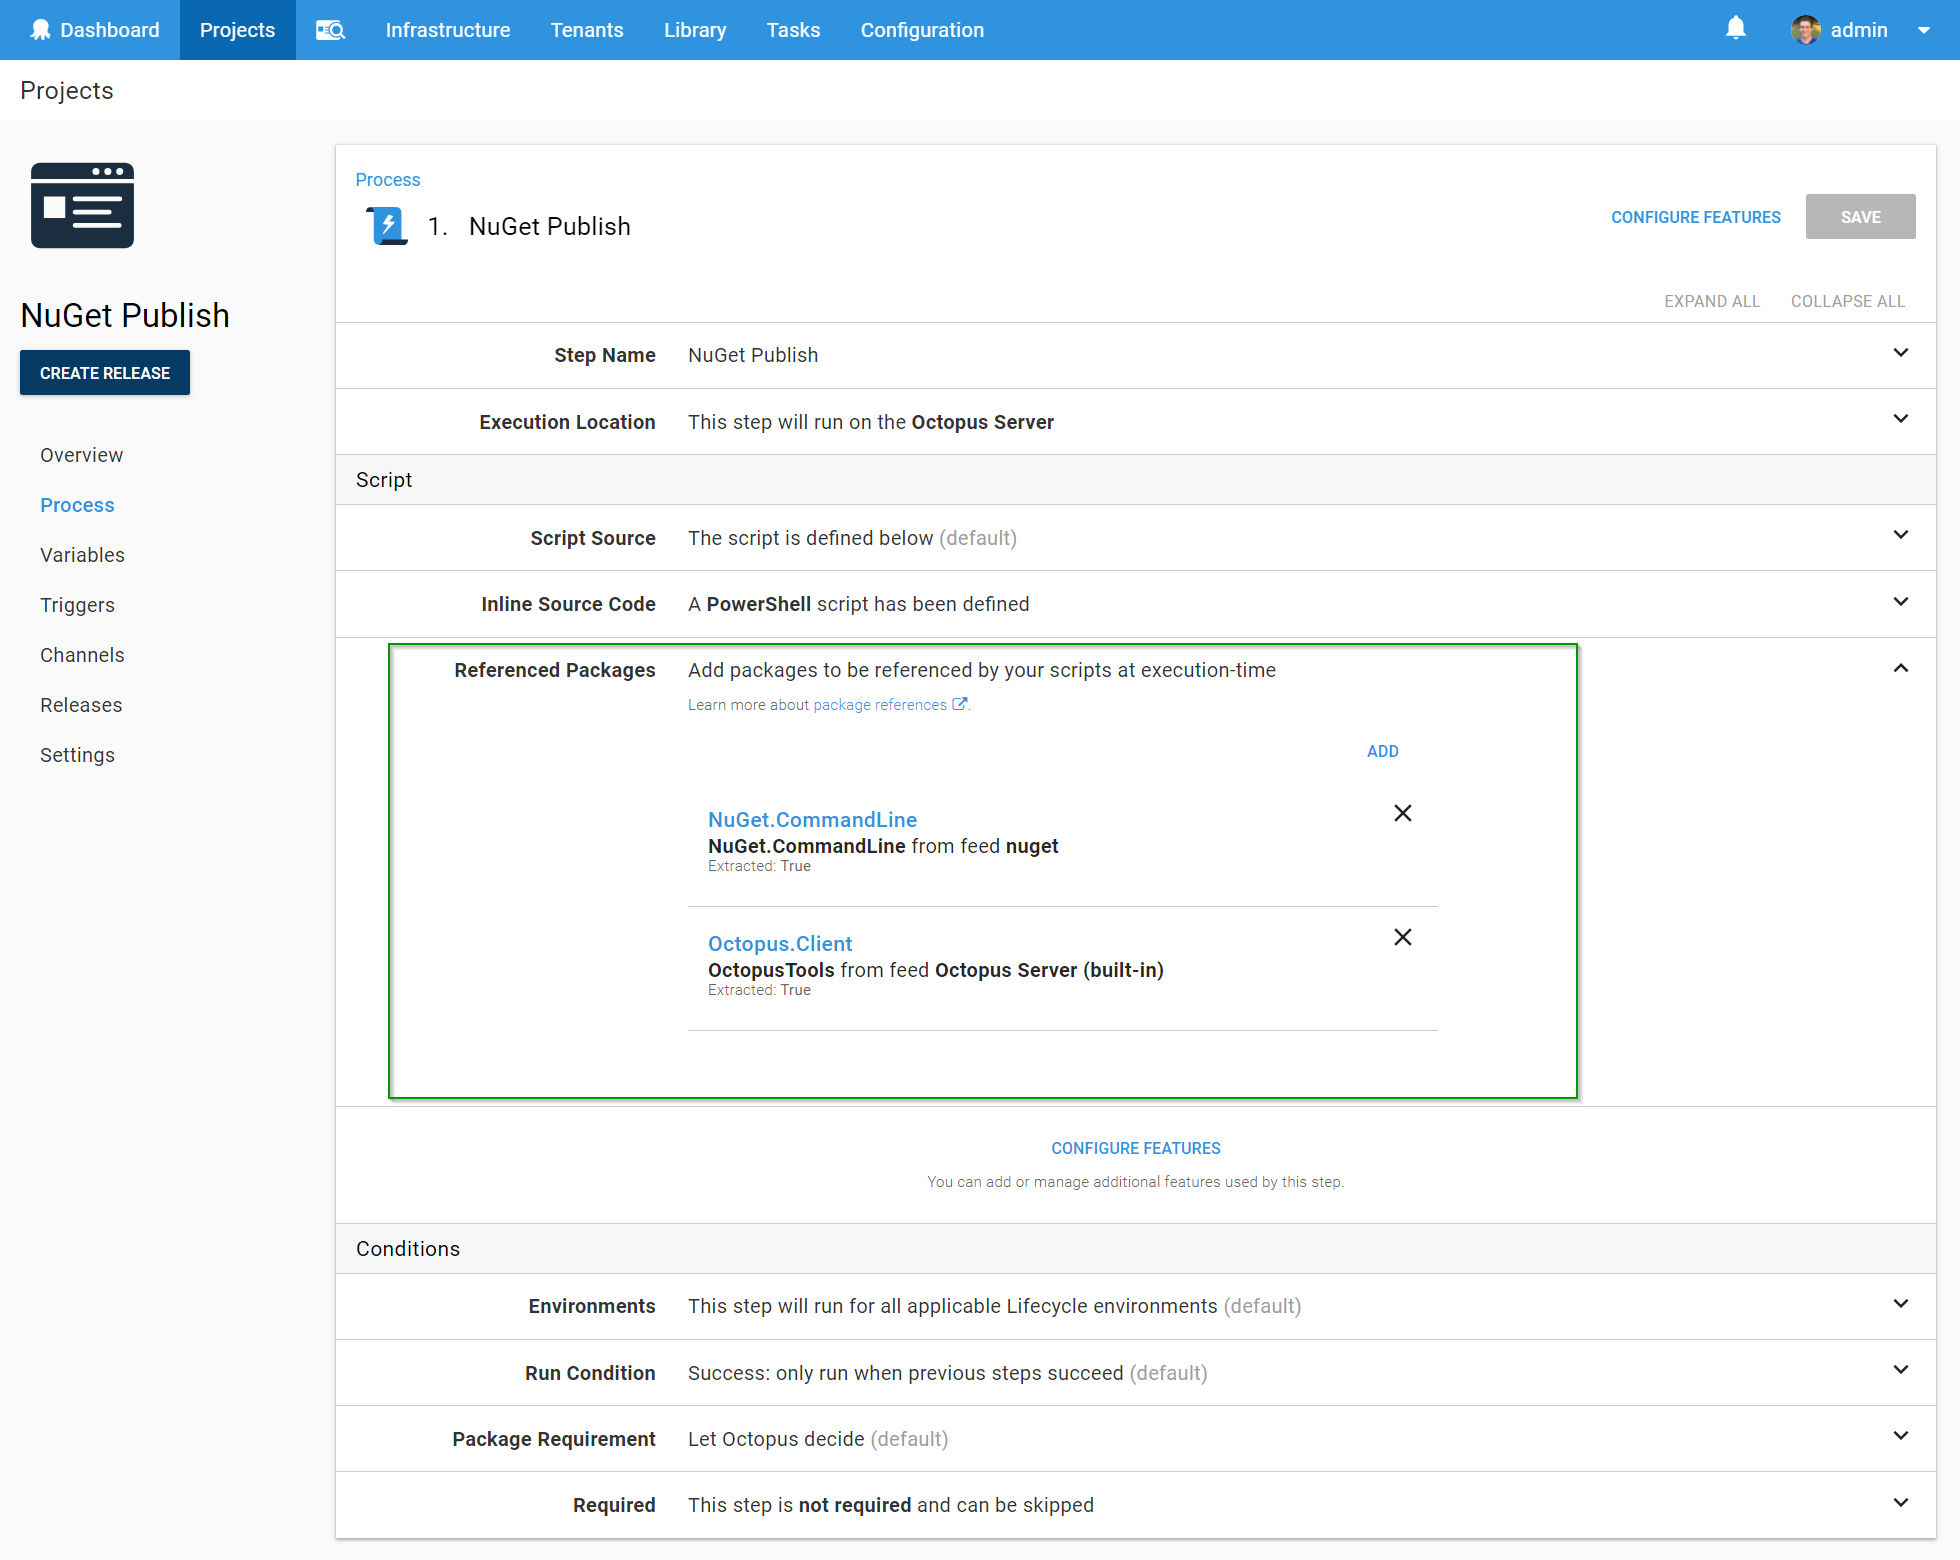 Dashboard Projects Infrastructure Tenants Library Tasks Configuration admin
Projects
NuGet Publish
CREATE RELEASE
Overview
Process
Variables
Triggers
Channels
Releases
Settings
Process
1. NuGet Publish
CONFIGURE FEATURES SAVE
EXPAND ALL COLLAPSE ALL
Step Name NuGet Publish
Execution Location This step will run on the Octopus Server
Script
Script Source The script is defined below (default)
Inline Source Code A PowerShell script has been defined
Referenced Packages Add packages to be referenced by your scripts at execution-time
Learn more about package references .
ADD
NuGet.CommandLine
NuGet.CommandLine from feed nuget
Extracted: True
Octopus.Client
OctopusTools from feed Octopus Server (built-in)
Extracted: True
CONFIGURE FEATURES
You can add or manage additional features used by this step.
Conditions
Environments This step will run for all applicable Lifecycle environments (default)
Run Condition Success: only run when previous steps succeed (default)
Package Requirement Let Octopus decide (default)
Required This step is not required and can be skipped